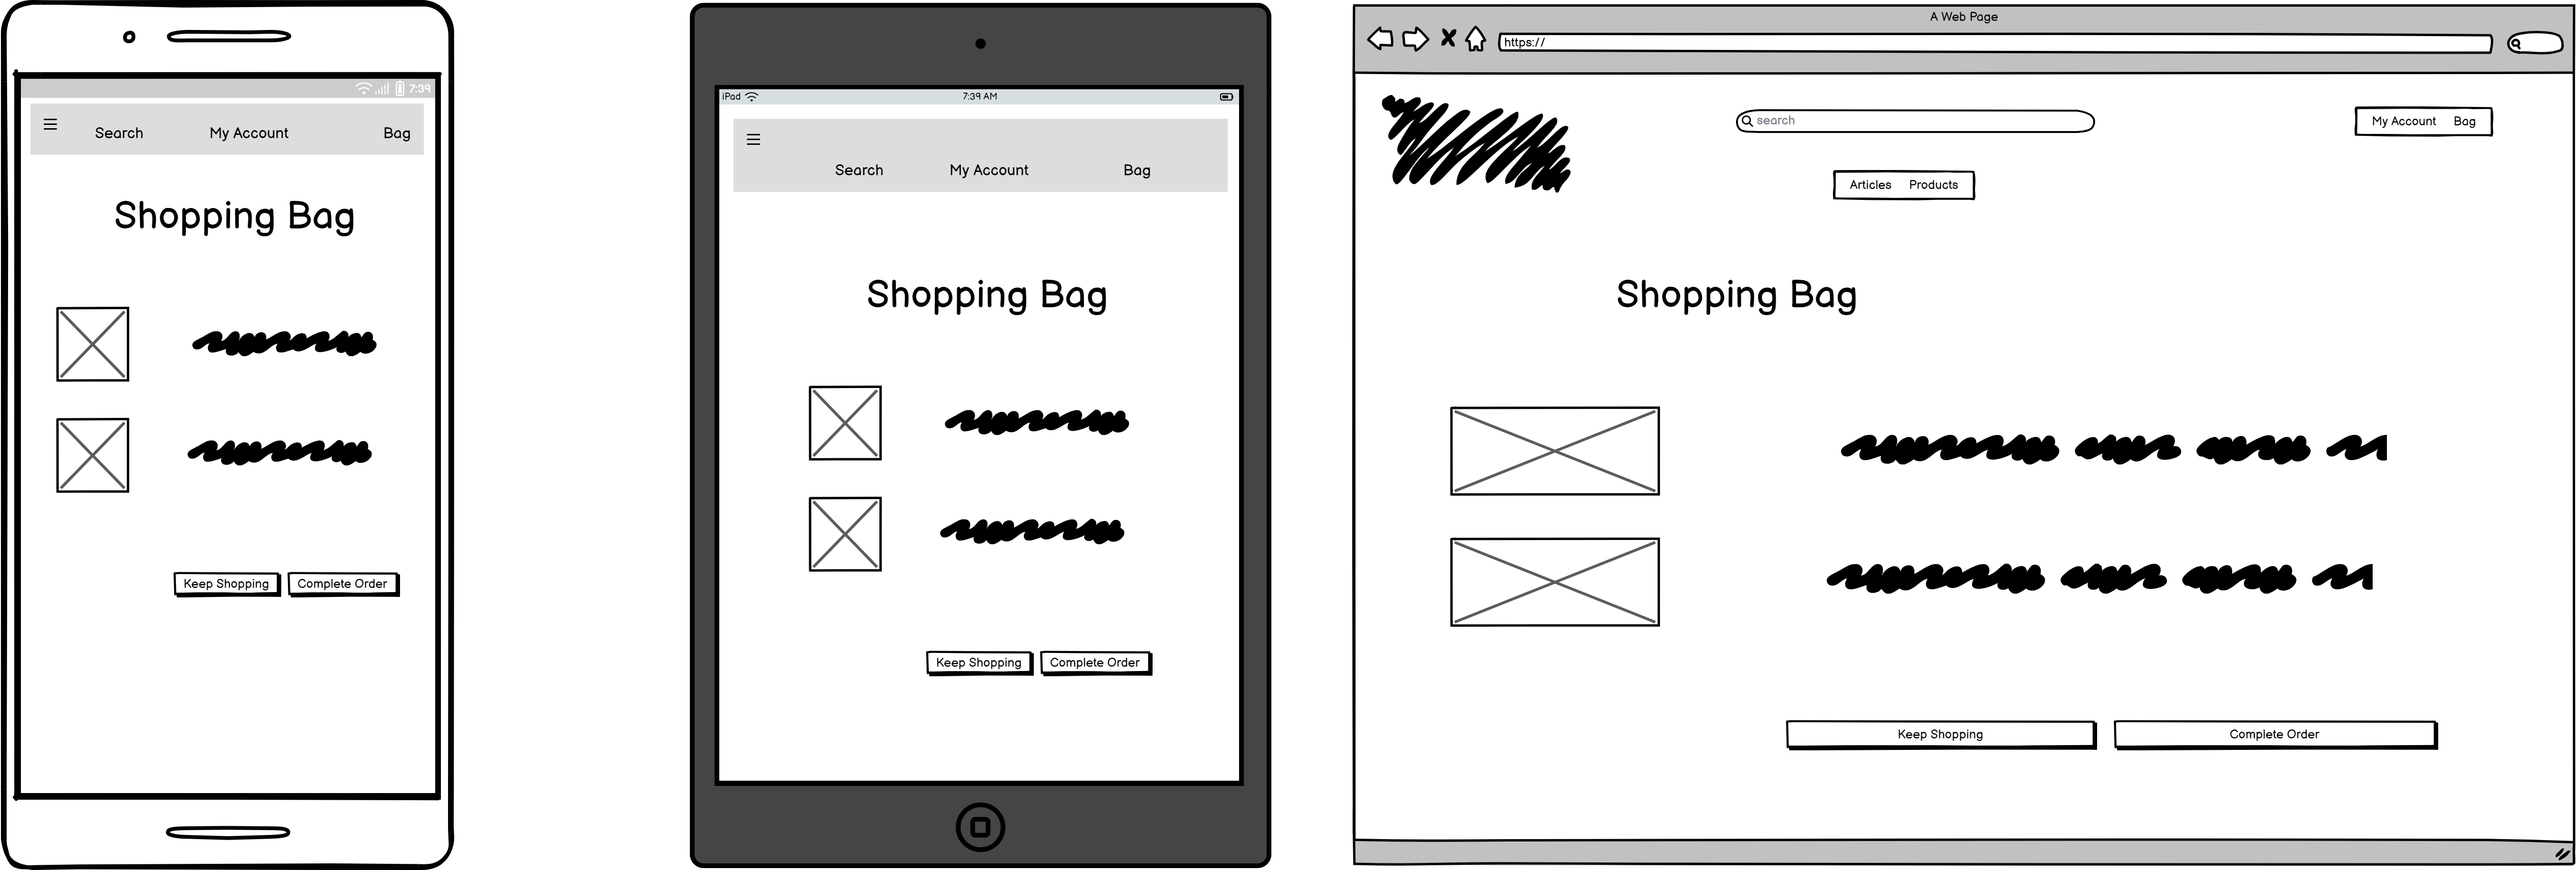 7:39
Search My Account Bag
Shopping Bag
Keep Shopping Complete Order
iPad 7:39 AM
Search My Account Bag
Shopping Bag
Keep Shopping Complete Order
A Web Page
https://
search
My Account Bag
Articles Products
Shopping Bag
Keep Shopping Complete Order